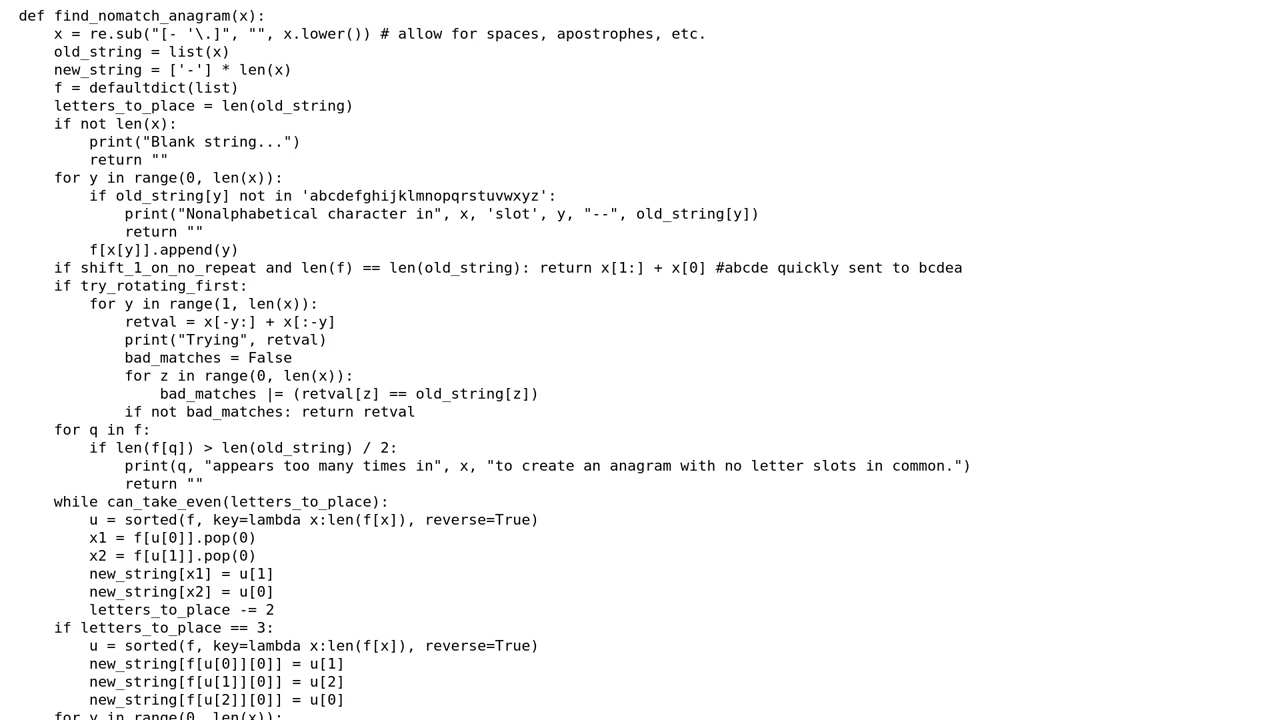 def find_nomatch_anagram(x):
    x = re.sub("[- '\.]", "", x.lower()) # allow for spaces, apostrophes, etc.
    old_string = list(x)
    new_string = ['-'] * len(x)
    f = defaultdict(list)
    letters_to_place = len(old_string)
    if not len(x):
        print("Blank string...")
        return ""
    for y in range(0, len(x)):
        if old_string[y] not in 'abcdefghijklmnopqrstuvwxyz':
            print("Nonalphabetical character in", x, 'slot', y, "--", old_string[y])
            return ""
        f[x[y]].append(y)
    if shift_1_on_no_repeat and len(f) == len(old_string): return x[1:] + x[0] #abcde quickly sent to bcdea
    if try_rotating_first:
        for y in range(1, len(x)):
            retval = x[-y:] + x[:-y]
            print("Trying", retval)
            bad_matches = False
            for z in range(0, len(x)):
                bad_matches |= (retval[z] == old_string[z])
            if not bad_matches: return retval
    for q in f:
        if len(f[q]) > len(old_string) / 2:
            print(q, "appears too many times in", x, "to create an anagram with no letter slots in common.")
            return ""
    while can_take_even(letters_to_place):
        u = sorted(f, key=lambda x:len(f[x]), reverse=True)
        x1 = f[u[0]].pop(0)
        x2 = f[u[1]].pop(0)
        new_string[x1] = u[1]
        new_string[x2] = u[0]
        letters_to_place -= 2
    if letters_to_place == 3:
        u = sorted(f, key=lambda x:len(f[x]), reverse=True)
        new_string[f[u[0]][0]] = u[1]
        new_string[f[u[1]][0]] = u[2]
        new_string[f[u[2]][0]] = u[0]
    for y in range(0, len(x)):